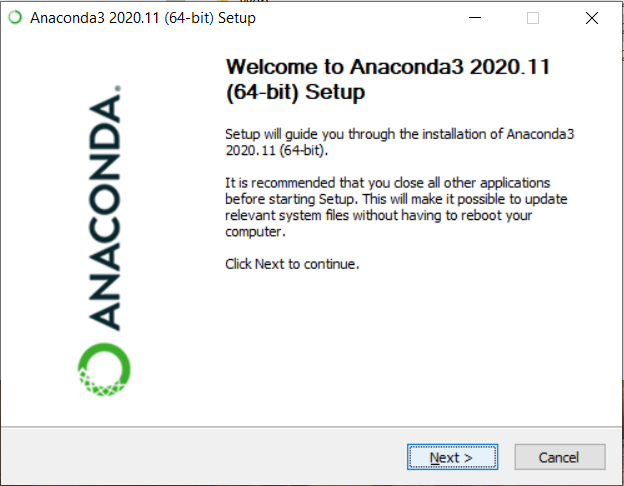 Anaconda3 2020.11 (64-bit) Setup
Welcome to Anaconda3 2020.11
(64-bit) Setup
ANACONDA.
Setup will guide you through the installation of Anaconda3
2020.11 (64-bit).
It is recommended that you close all other applications
before starting Setup. This will make it possible to update
relevant system files without having to reboot your
computer.
Click Next to continue.
Next >
Cancel